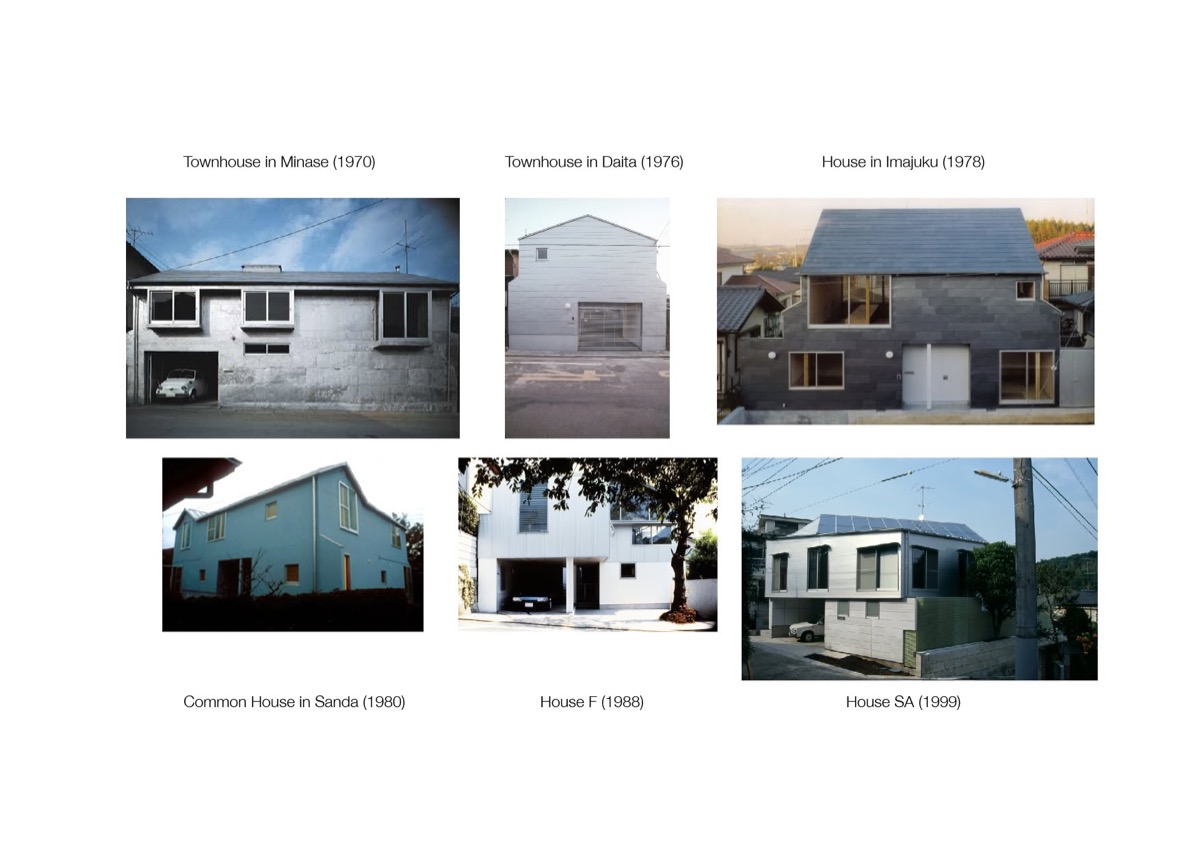 Townhouse in Minase (1970)
Townhouse in Daita (1976)
House in Imajuku (1978)
Common House in Sanda (1980)
House F (1988)
House SA (1999)